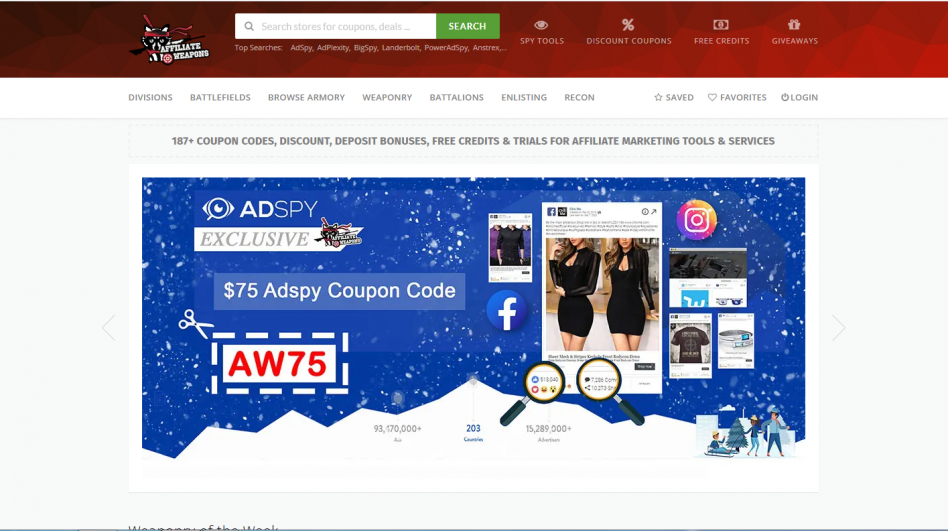 AFFILIATE
WEAPONS
Search stores for coupons, deals ...
SEARCH
Top Searches: AdSpy, AdPlexity, BigSpy, Landerbolt, PowerAdSpy, Anstrex,...
SPY TOOLS
DISCOUNT COUPONS
FREE CREDITS
GIVEAWAYS
DIVISIONS BATTLEFIELDS BROWSE ARMORY WEAPONRY BATTALIONS ENLISTING RECON SAVED FAVORITES LOGIN
187+ COUPON CODES, DISCOUNT, DEPOSIT BONUSES, FREE CREDITS & TRIALS FOR AFFILIATE MARKETING TOOLS & SERVICES
ADSPY
EXCLUSIVE
AFFILIATE
WEAPONS
$75 Adspy Coupon Code
AW75
93,170,000+
Ads
203
Countries
15,289,000+
Advertisers
Weaponry of the Week